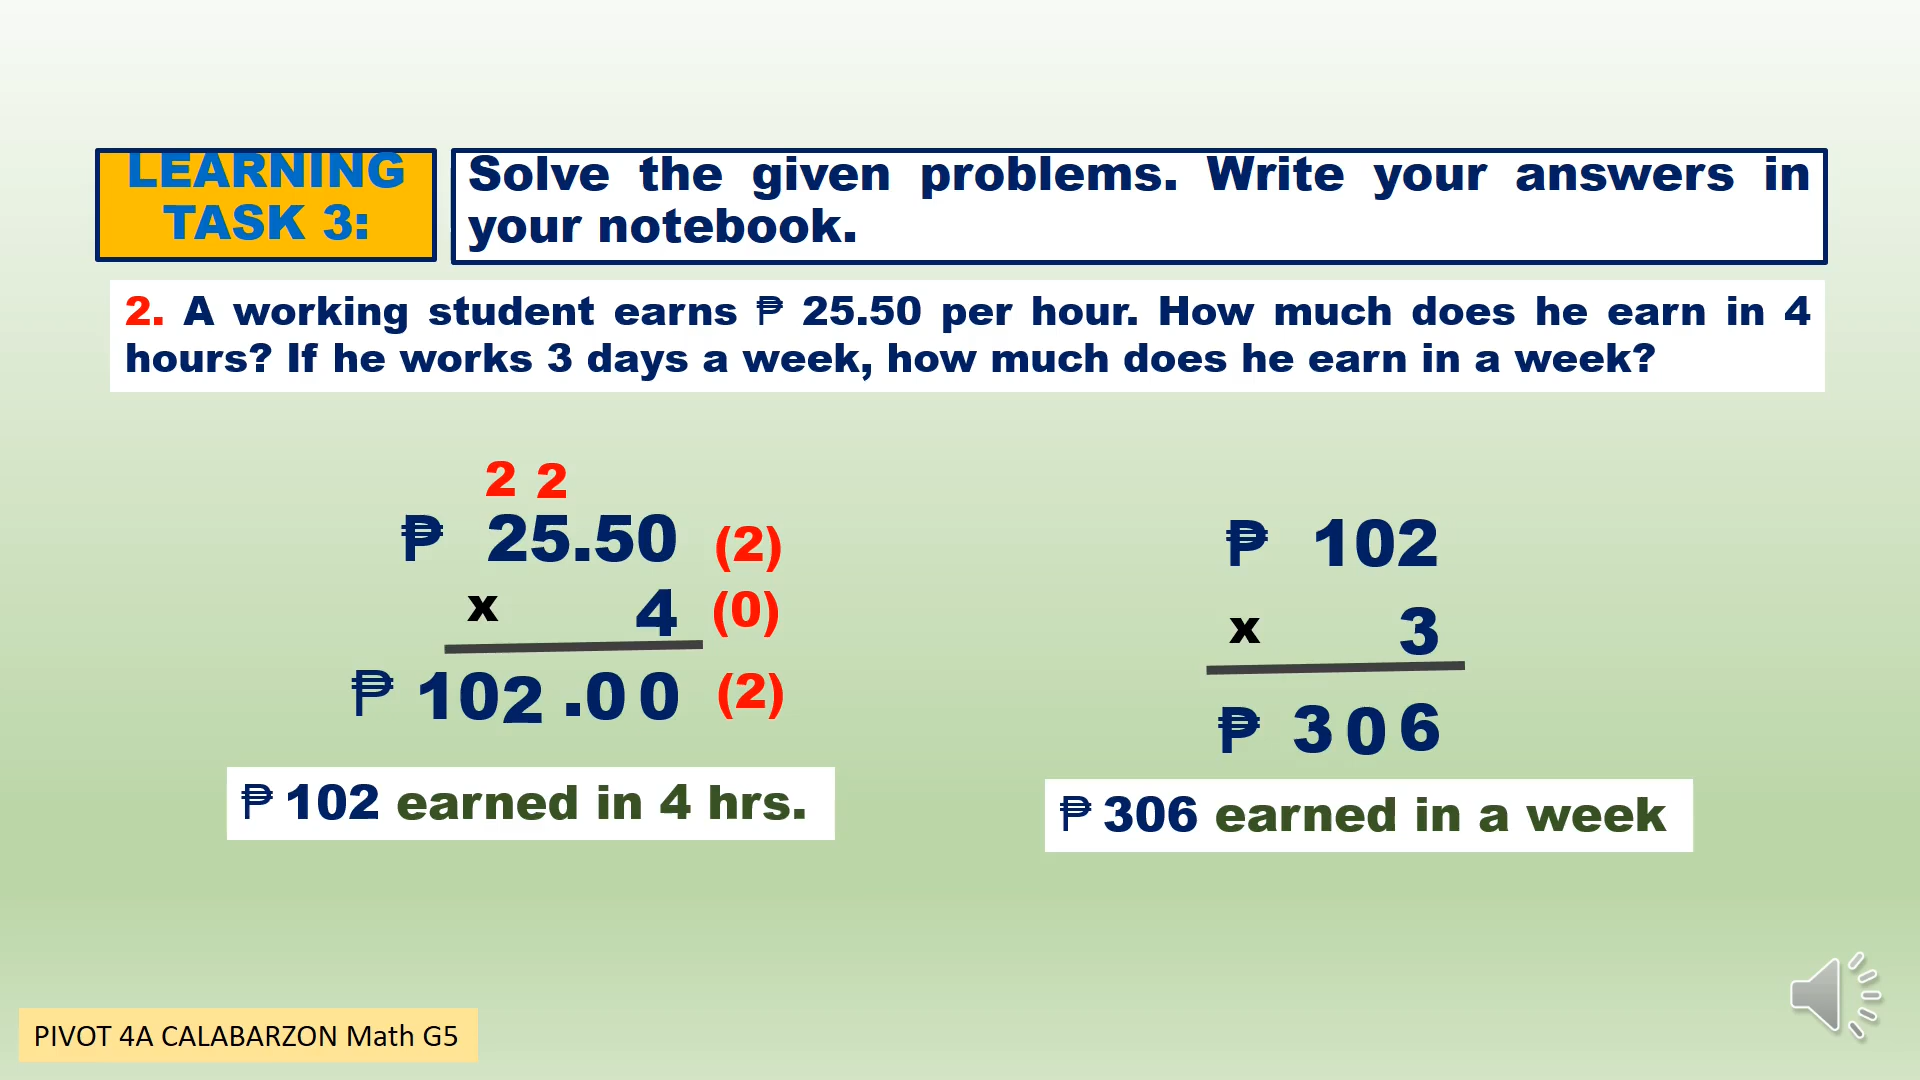 LEARNING
TASK 3:
Solve the given problems. Write your answers in
your notebook.
2. A working student earns ₱ 25.50 per hour. How much does he earn in 4
hours? If he works 3 days a week, how much does he earn in a week?
2 2
₱ 25.50 (2)
x 4 (0)
₱ 102.00 (2)
₱ 102 earned in 4 hrs.
₱ 102
x 3
₱ 306
₱ 306 earned in a week
PIVOT 4A CALABARZON Math G5